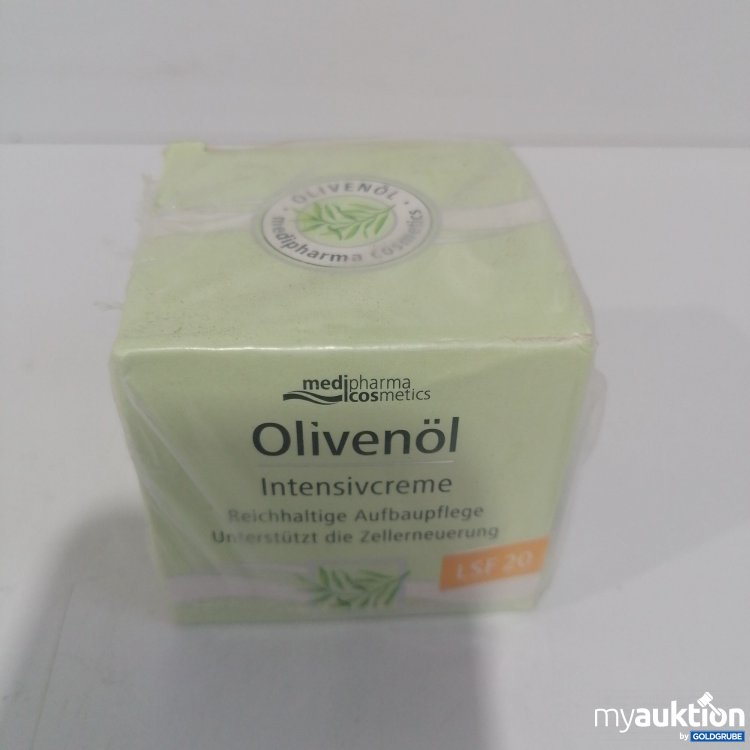 · OLIVENÖL ·
medipharma Cosmetics
medipharma
cosmetics
Olivenöl
Intensivcreme
Reichhaltige Aufbaupflege
Unterstützt die Zellerneuerung
LSF 20
myauktion
by GOLDGRUBE